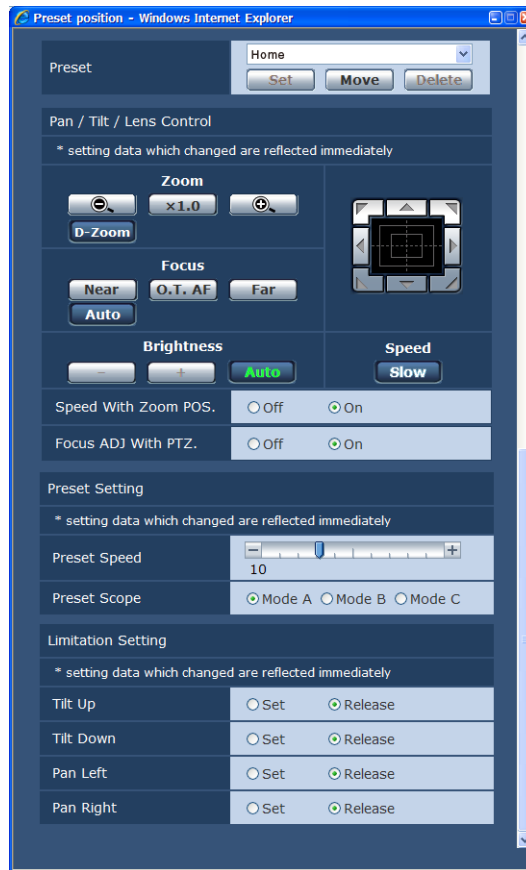 Preset position - Windows Internet Explorer
Preset
Home
Set Move Delete
Pan / Tilt / Lens Control
* setting data which changed are reflected immediately
Zoom
×1.0
D-Zoom
Focus
Near O.T. AF Far
Auto
Brightness
- + Auto
Speed
Slow
Speed With Zoom POS. Off On
Focus ADJ With PTZ. Off On
Preset Setting
* setting data which changed are reflected immediately
Preset Speed
- +
10
Preset Scope Mode A Mode B Mode C
Limitation Setting
* setting data which changed are reflected immediately
Tilt Up Set Release
Tilt Down Set Release
Pan Left Set Release
Pan Right Set Release